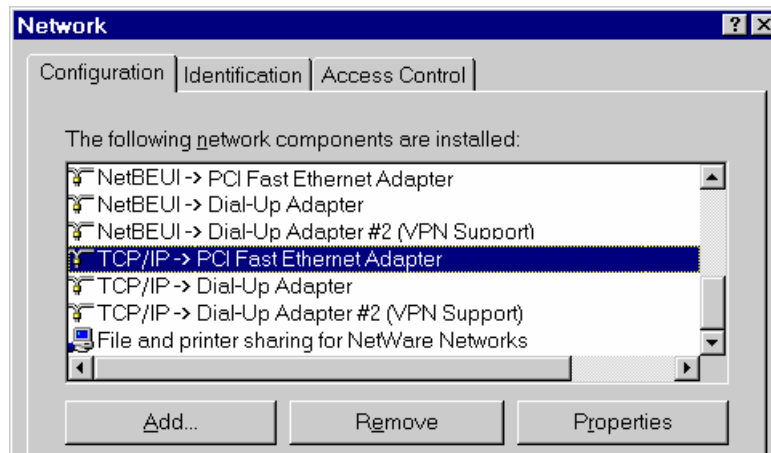 Network
Configuration Identification Access Control
The following network components are installed:
NetBEUI -> PCI Fast Ethernet Adapter
NetBEUI -> Dial-Up Adapter
NetBEUI -> Dial-Up Adapter #2 (VPN Support)
TCP/IP -> PCI Fast Ethernet Adapter
TCP/IP -> Dial-Up Adapter
TCP/IP -> Dial-Up Adapter #2 (VPN Support)
File and printer sharing for NetWare Networks
Add... Remove Properties